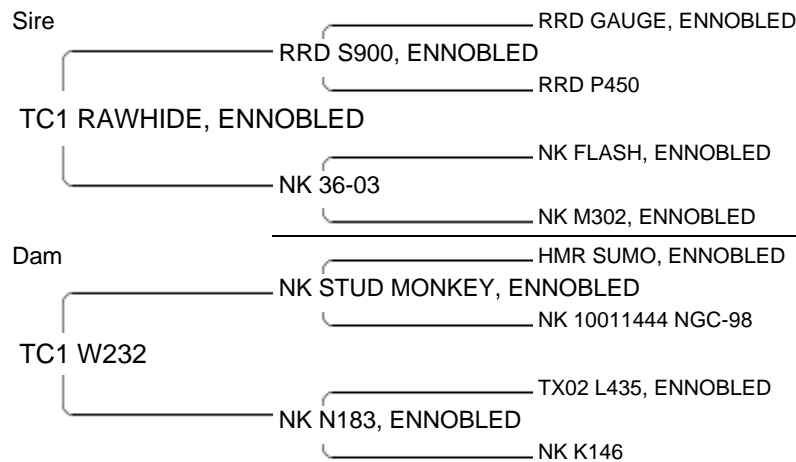 Sire
RRD GAUGE, ENNOBLED
RRD S900, ENNOBLED
RRD P450
TC1 RAWHIDE, ENNOBLED
NK FLASH, ENNOBLED
NK 36-03
NK M302, ENNOBLED
Dam
HMR SUMO, ENNOBLED
NK STUD MONKEY, ENNOBLED
NK 10011444 NGC-98
TC1 W232
TX02 L435, ENNOBLED
NK N183, ENNOBLED
NK K146